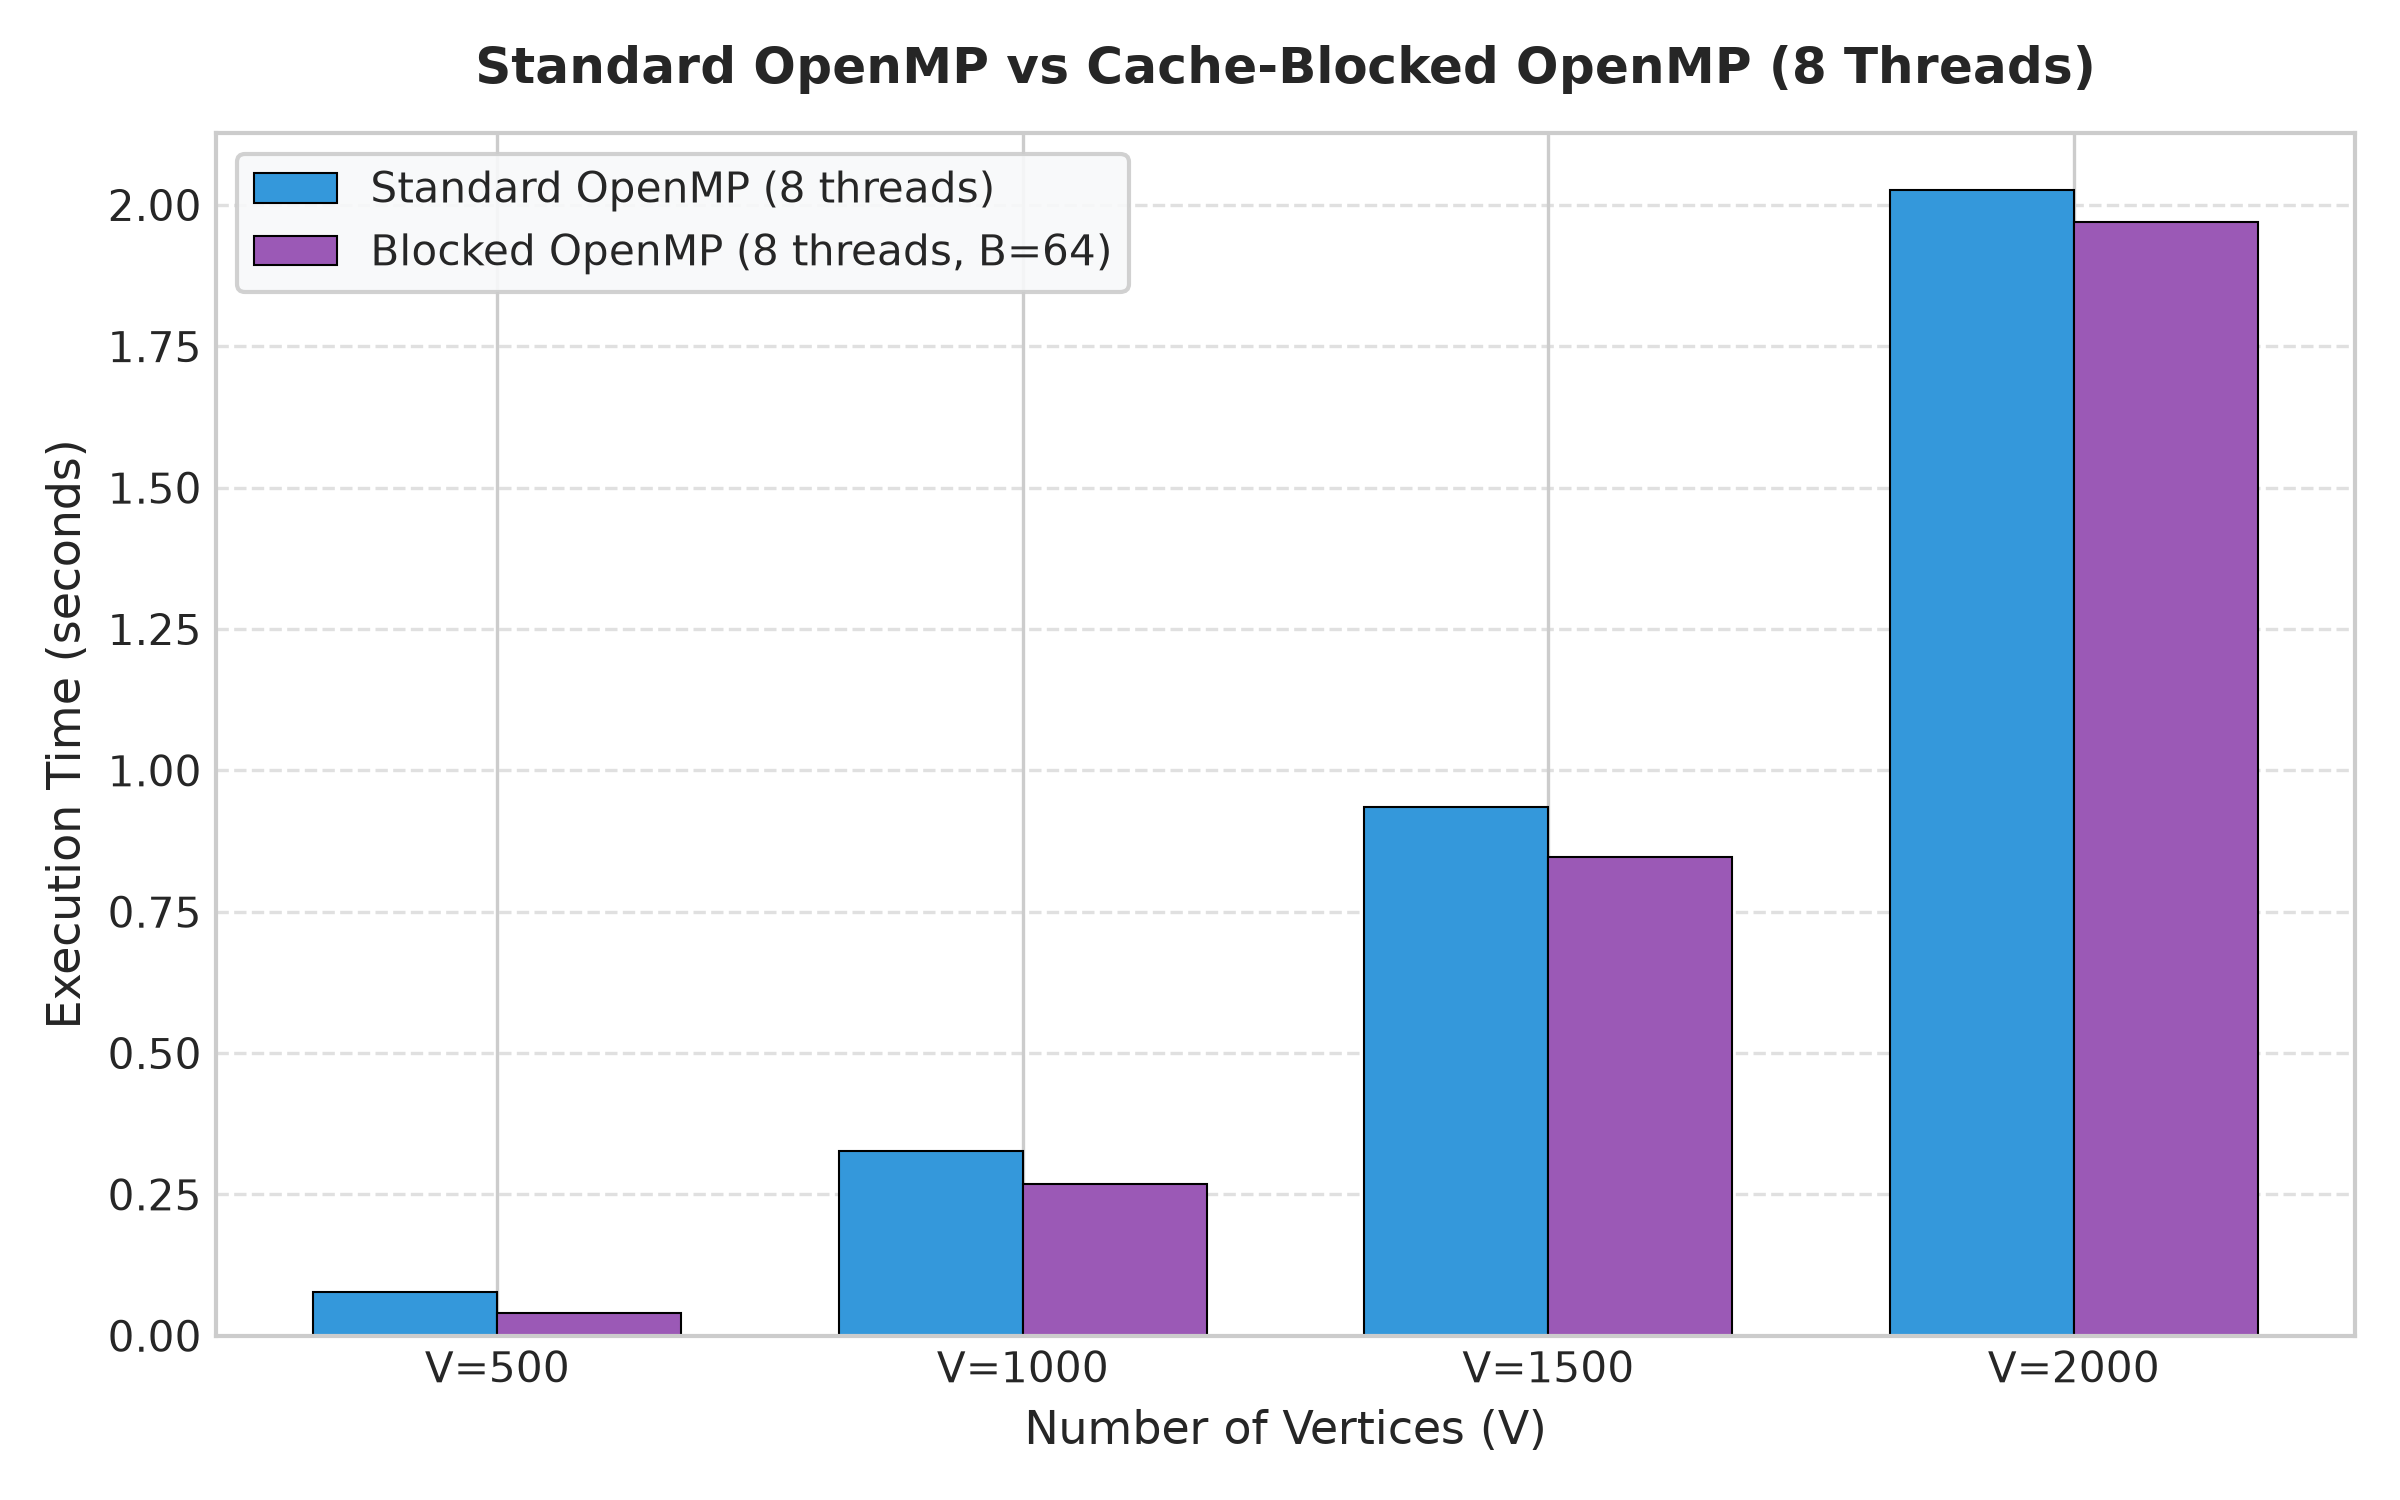 Standard OpenMP vs Cache-Blocked OpenMP (8 Threads)
Standard OpenMP (8 threads)
Blocked OpenMP (8 threads, B=64)
Execution Time (seconds)
2.00
1.75
1.50
1.25
1.00
0.75
0.50
0.25
0.00
V=500
V=1000
V=1500
V=2000
Number of Vertices (V)